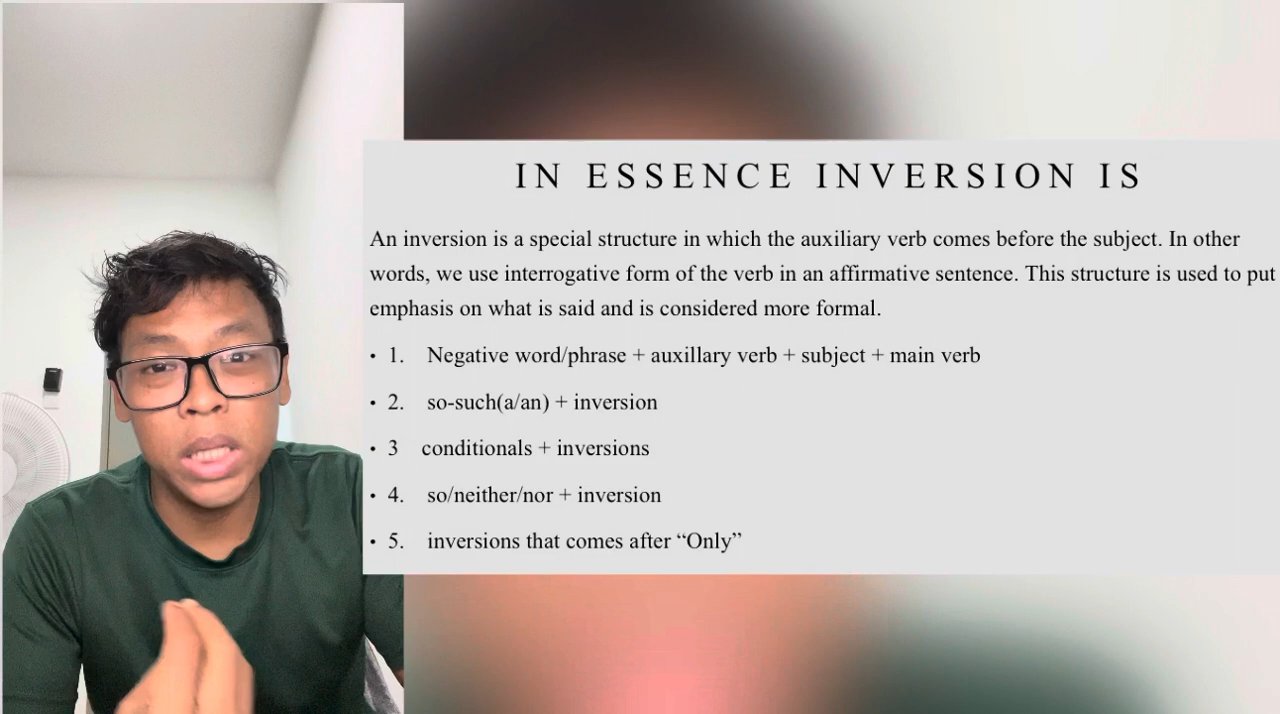 IN ESSENCE INVERSION IS
An inversion is a special structure in which the auxiliary verb comes before the subject. In other
words, we use interrogative form of the verb in an affirmative sentence. This structure is used to put
emphasis on what is said and is considered more formal.
• 1. Negative word/phrase + auxillary verb + subject + main verb
• 2. so-such(a/an) + inversion
• 3 conditionals + inversions
• 4. so/neither/nor + inversion
• 5. inversions that comes after “Only”